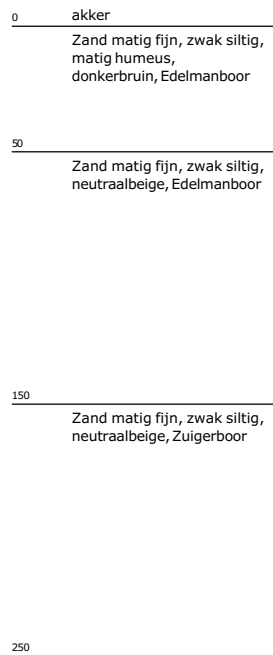 0 akker
Zand matig fijn, zwak siltig,
matig humeus,
donkerbruin, Edelmanboor
50
Zand matig fijn, zwak siltig,
neutraalbeige, Edelmanboor
150
Zand matig fijn, zwak siltig,
neutraalbeige, Zuigerboor
250